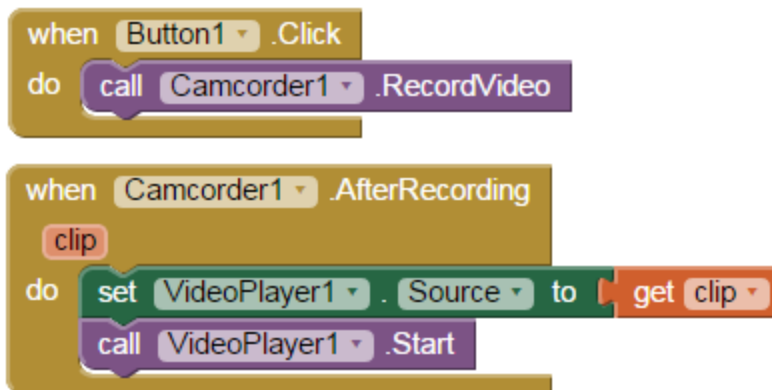 when Button1 .Click
do call Camcorder1 .RecordVideo
when Camcorder1 .AfterRecording
clip
do set VideoPlayer1 . Source to get clip
call VideoPlayer1 .Start